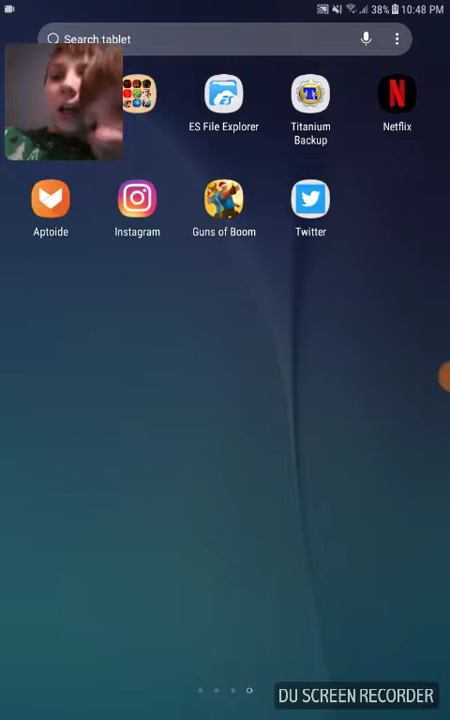 38% 10:48 PM
Search tablet
ES File Explorer
Titanium
Backup
Netflix
Aptoide
Instagram
Guns of Boom
Twitter
DU SCREEN RECORDER